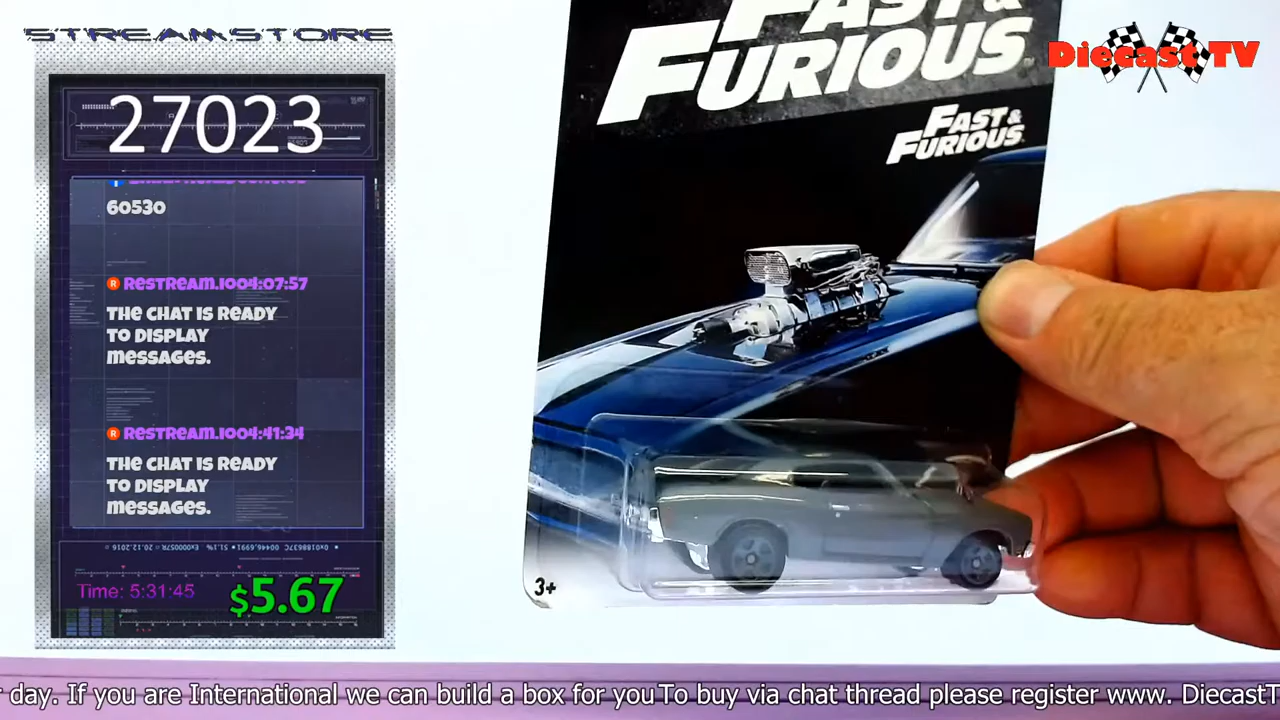 STREAMSTORE
27023
60530
Restream.IO04:07:57
The chat is ready
to display
messages.
Restream.IO04:41:34
The chat is ready
to display
messages.
Time: 5:31:45
$5.67
FAST &
FURIOUS
FAST &
FURIOUS
3+
Diecast TV
day. If you are International we can build a box for you To buy via chat thread please register www. DiecastT